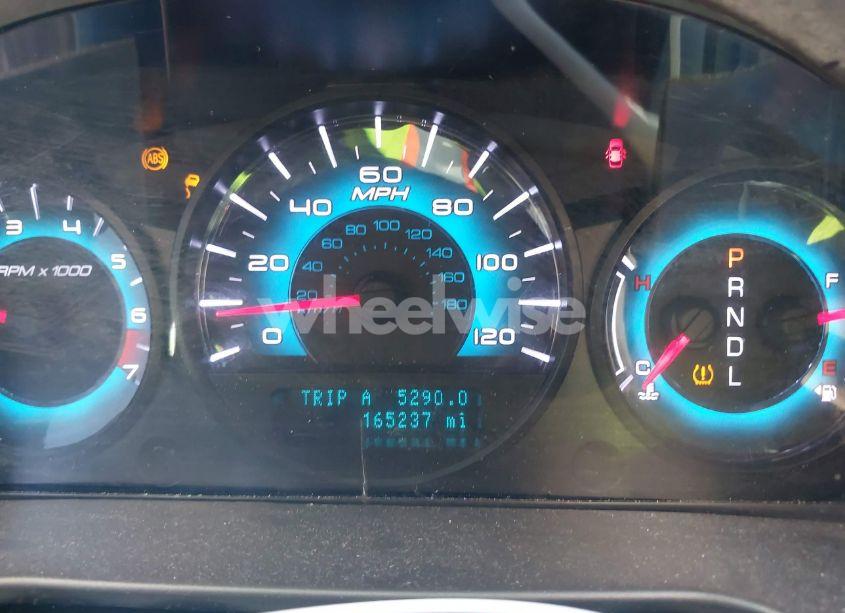 ABS
3 4 5 6 7
RPM x 1000
0 20 40 60 80 100 120
MPH
20 40 60 80 100 120 140 160 180
wheelwise
TRIP A 5290.0
165237 mi
H
C
P
R
N
D
L
F
E